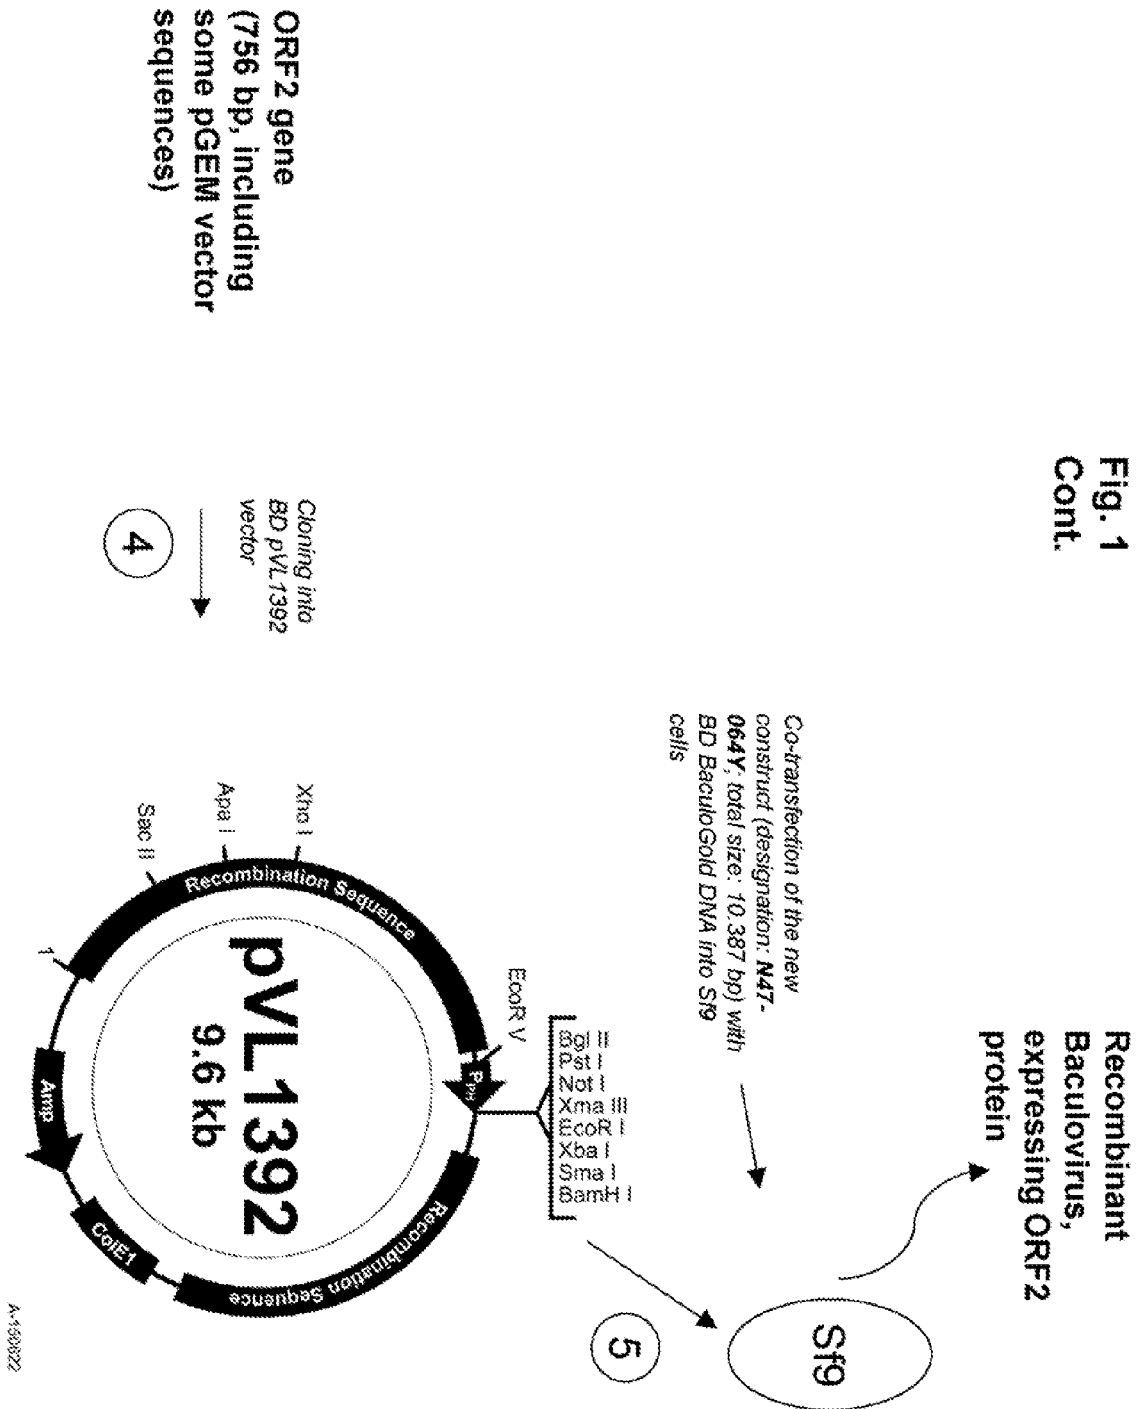 Fig. 1
Cont.
Recombinant
Baculovirus,
expressing ORF2
protein
Co-transfection of the new
construct (designation: N47-
064Y; total size: 10.387 bp) with
BD BaculoGold DNA into Sf9
cells
Sf9
5
ORF2 gene
(756 bp, including
some pGEM vector
sequences)
Cloning into
BD pVL1392
vector
4
EcoR V
Bgl II
Pst I
Not I
Xma III
EcoR I
Xba I
Sma I
BamH I
Xho I
Apa I
Sac II
1
Recombination Sequence
pVL1392
9.6 kb
Recombination Sequence
ColE1
Amp